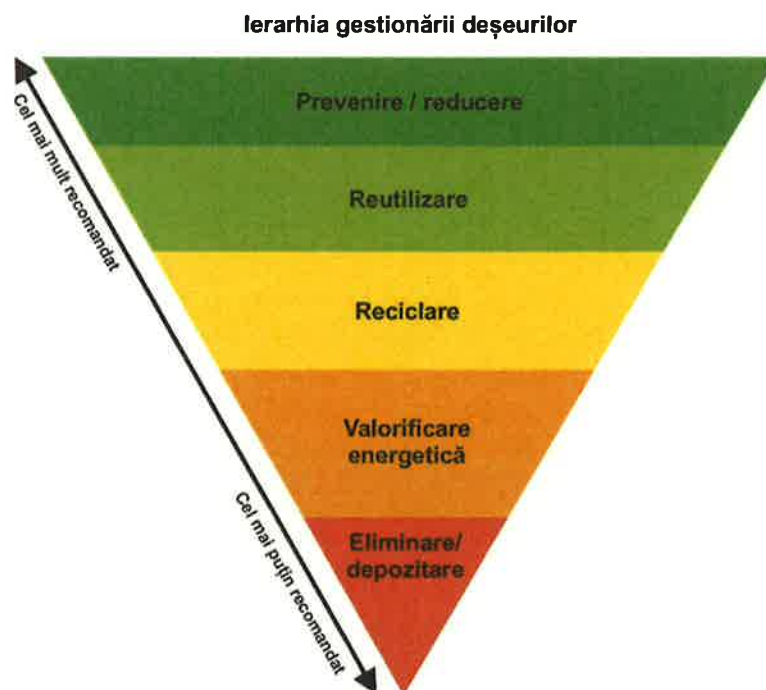 Ierarhia gestionării deșeurilor
Cel mai mult recomandat
Prevenire / reducere
Reutilizare
Reciclare
Valorificare
energetică
Cel mai puțin recomandat
Eliminare/
depozitare